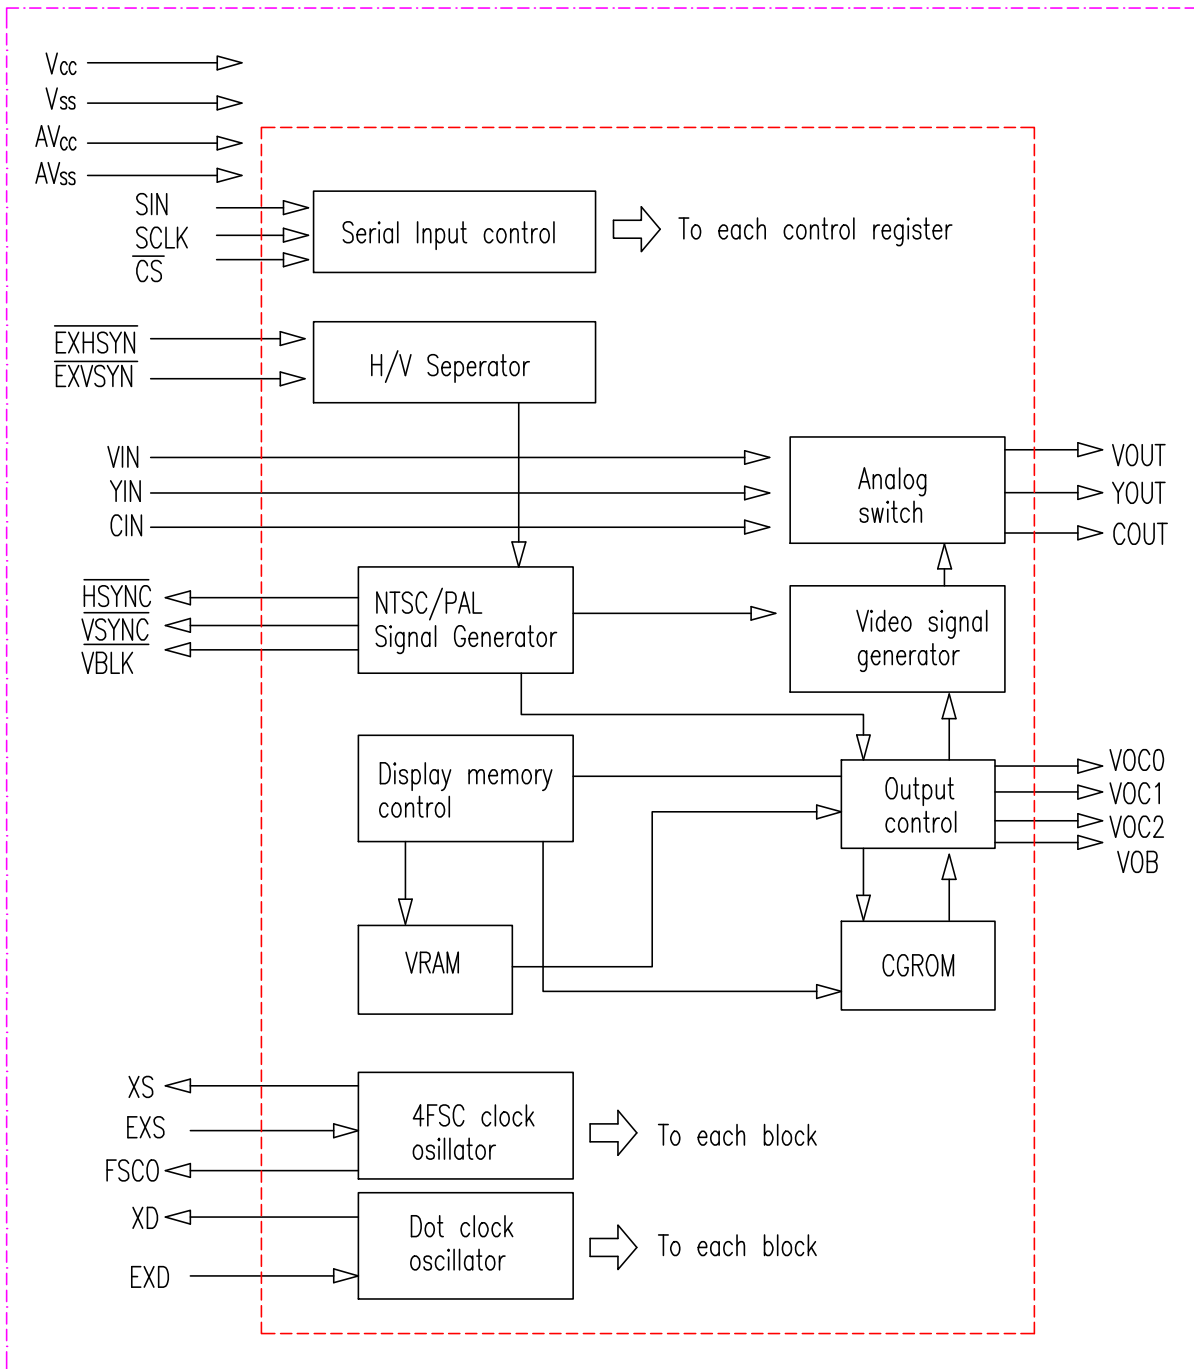 Vcc
Vss
AVcc
AVss
SIN
SCLK
CS
Serial Input control
To each control register
EXHSYN
EXVSYN
H/V Seperator
VIN
YIN
CIN
Analog
switch
VOUT
YOUT
COUT
HSYNC
VSYNC
VBLK
NTSC/PAL
Signal Generator
Video signal
generator
Display memory
control
Output
control
VOC0
VOC1
VOC2
VOB
VRAM
CGROM
XS
EXS
FSCO
4FSC clock
osillator
To each block
XD
EXD
Dot clock
oscillator
To each block